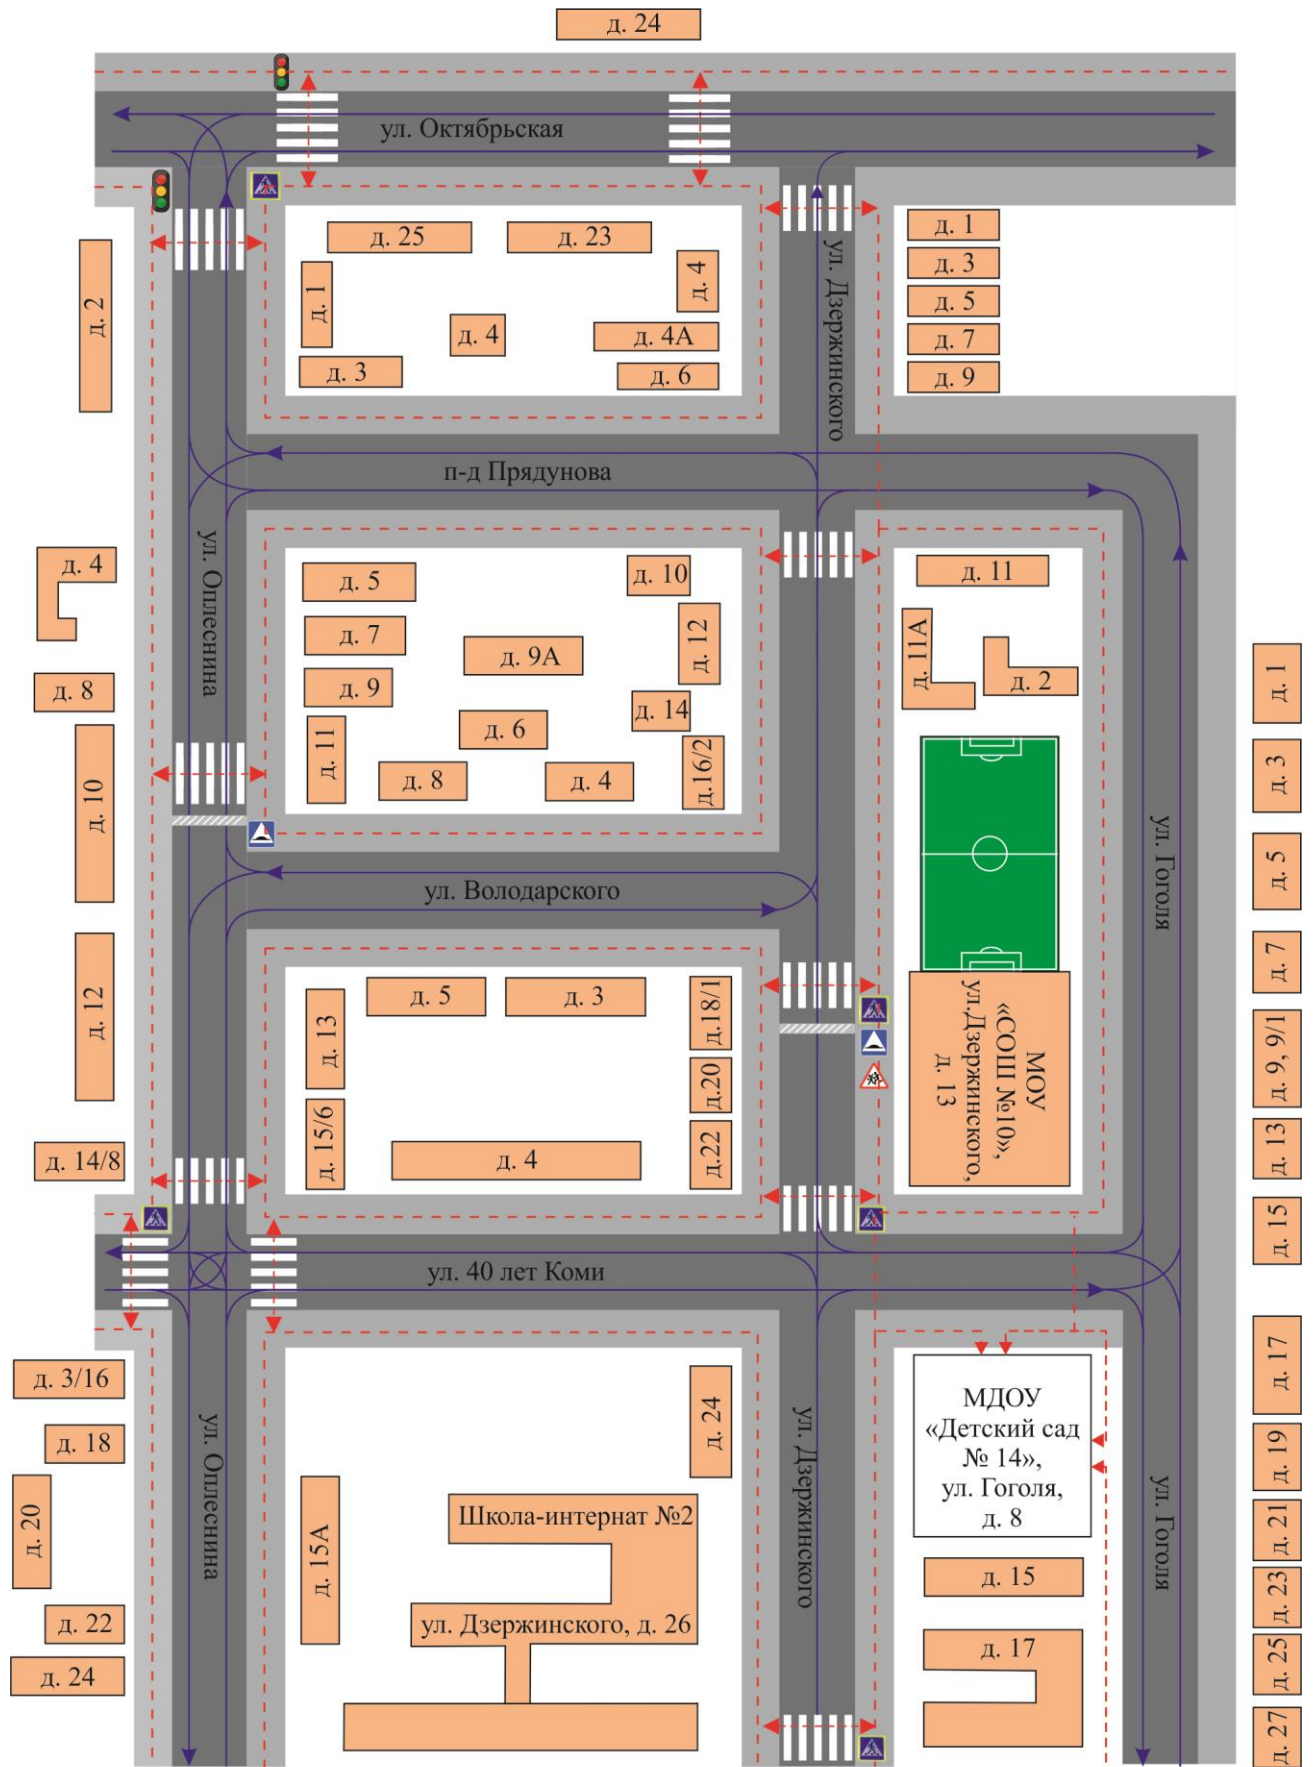 д. 24
ул. Октябрьская
д. 2
д. 25
д. 23
д. 1
д. 4
д. 4
д. 4А
д. 3
д. 6
ул. Дзержинского
д. 1
д. 3
д. 5
д. 7
д. 9
п-д Прядунова
ул. Оплеснина
д. 4
д. 8
д. 10
д. 12
д. 14/8
д. 5
д. 7
д. 9
д. 11
д. 9А
д. 6
д. 8
д. 4
д. 10
д. 12
д. 14
д.16/2
д. 11
д. 11А
д. 2
ул. Гоголя
ул. Володарского
д. 5
д. 3
д. 13
д. 15/6
д. 4
д.18/1
д.20
д.22
МОУ
«СОШ №10»,
ул.Дзержинского,
д. 13
д. 1
д. 3
д. 5
д. 7
д. 9, 9/1
д. 13
д. 15
д. 17
д. 19
д. 21
д. 23
д. 25
д. 27
ул. 40 лет Коми
д. 3/16
д. 18
д. 20
д. 22
д. 24
ул. Оплеснина
д. 15А
д. 24
Школа-интернат №2
ул. Дзержинского, д. 26
ул. Дзержинского
МДОУ
«Детский сад
№ 14»,
ул. Гоголя,
д. 8
д. 15
д. 17
ул. Гоголя